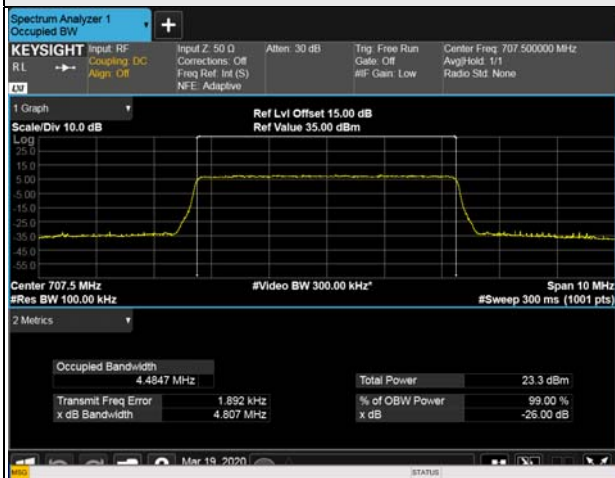 Spectrum Analyzer 1
Occupied BW
+
KEYSIGHT Input: RF Input Z: 50 Ω Atten: 30 dB Trig: Free Run Center Freq: 707.500000 MHz
RL Coupling: DC Corrections: Off Gate: Off Avg|Hold: 1/1
Align: Off Freq Ref: Int (S) #IF Gain: Low Radio Std: None
LXI NFE: Adaptive
1 Graph
Ref Lvl Offset 15.00 dB
Scale/Div 10.0 dB Ref Value 35.00 dBm
Log
25.0
15.0
5.00
-5.00
-15.0
-25.0
-35.0
-45.0
-55.0
Center 707.5 MHz #Video BW 300.00 kHz* Span 10 MHz
#Res BW 100.00 kHz #Sweep 300 ms (1001 pts)
2 Metrics
Occupied Bandwidth
4.4847 MHz Total Power 23.3 dBm
Transmit Freq Error 1.892 kHz % of OBW Power 99.00 %
x dB Bandwidth 4.807 MHz x dB -26.00 dB
Mar 19, 2020
MSG STATUS